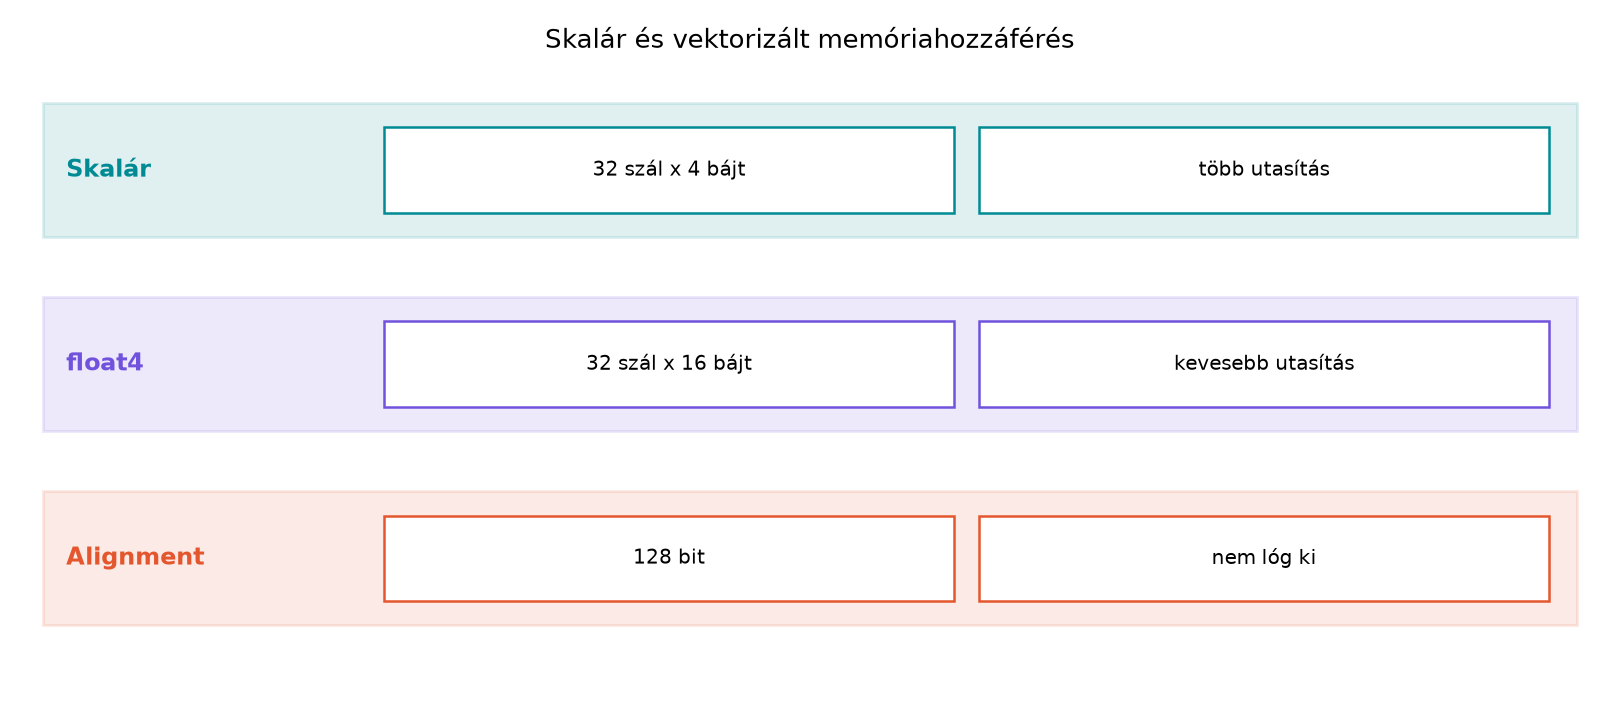 Skalár és vektorizált memóriahozzáférés
Skalár
32 szál x 4 bájt
több utasítás
float4
32 szál x 16 bájt
kevesebb utasítás
Alignment
128 bit
nem lóg ki